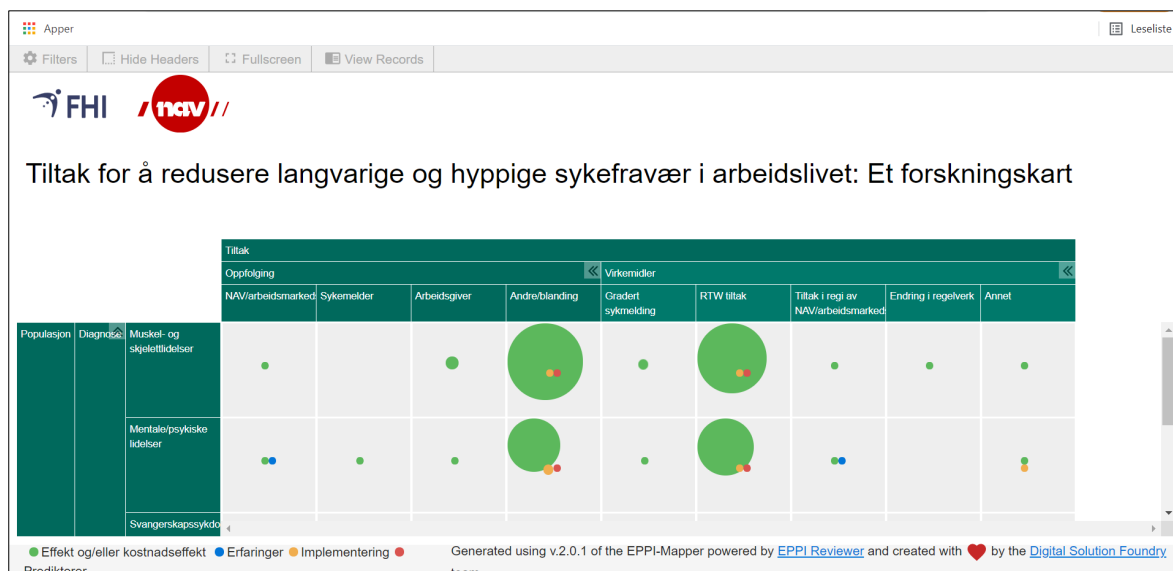 Apper
Leseliste
Filters
Hide Headers
Fullscreen
View Records
FHI
nav
Tiltak for å redusere langvarige og hyppige sykefravær i arbeidslivet: Et forskningskart
Tiltak
Oppfolging
Virkemidler
NAV/arbeidsmarked
Sykemelder
Arbeidsgiver
Andre/blanding
Gradert
sykmelding
RTW tiltak
Tiltak i regi av
NAV/arbeidsmarked
Endring i regelverk
Annet
Populasjon
Diagnose
Muskel- og
skjelettlidelser
Mentale/psykiske
lidelser
Svangerskapssykdo
Effekt og/eller kostnadseffekt
Erfaringer
Implementering
Prediktorer
Generated using v.2.0.1 of the EPPI-Mapper powered by EPPI Reviewer and created with by the Digital Solution Foundry
team